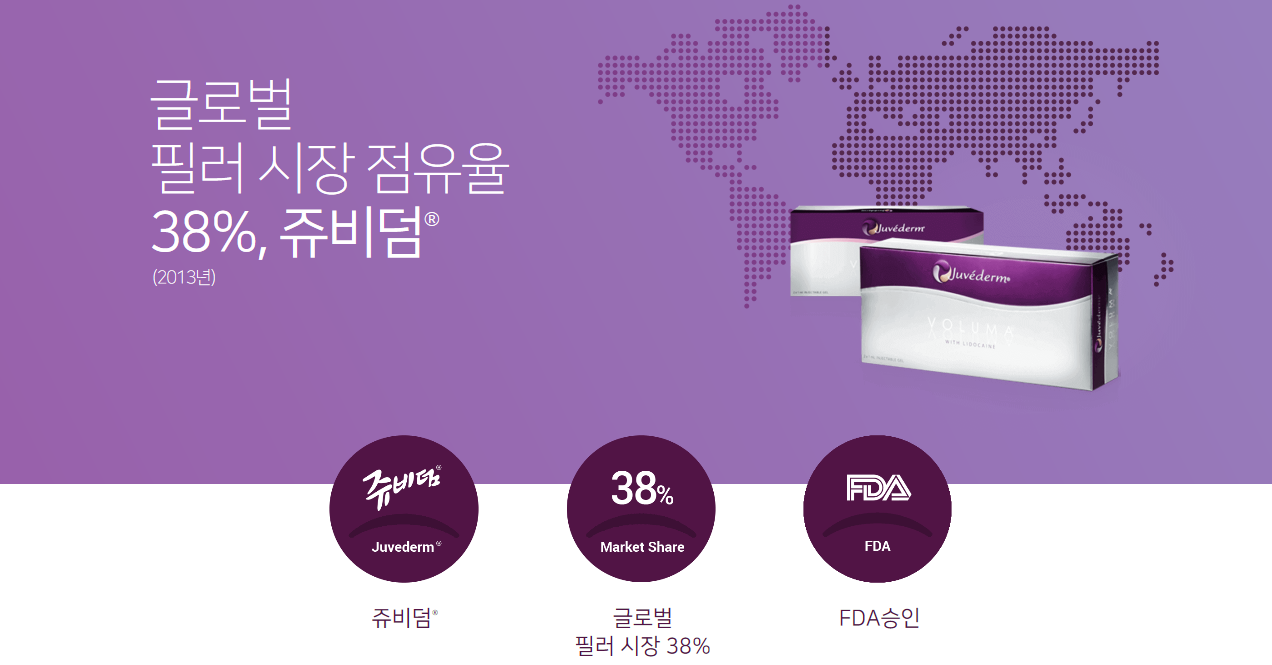 글로벌
필러 시장 점유율
38%, 쥬비덤®
(2013년)
Juvéderm
Juvéderm®
VOLUMA
WITH LIDOCAINE
Juvéderm
VOLUMA
쥬비덤®
Juvederm®
38%
Market Share
FDA
FDA
쥬비덤®
글로벌
필러 시장 38%
FDA승인